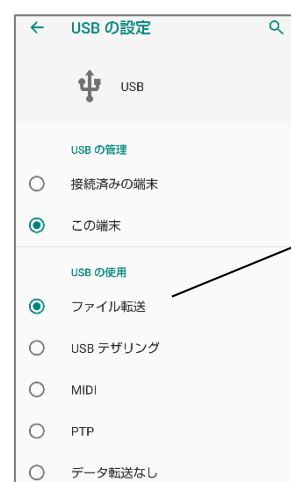 USB の設定
USB
USB の管理
接続済みの端末
この端末
USB の使用
ファイル転送
USB テザリング
MIDI
PTP
データ転送なし